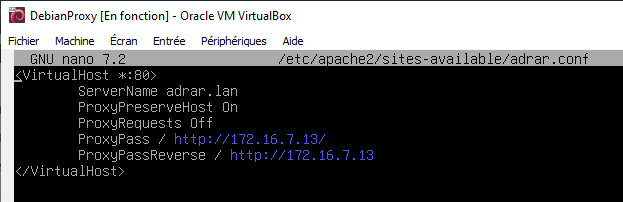 DebianProxy [En fonction] - Oracle VM VirtualBox
Fichier Machine Écran Entrée Périphériques Aide
GNU nano 7.2 /etc/apache2/sites-available/adrar.conf
<VirtualHost *:80>
ServerName adrar.lan
ProxyPreserveHost On
ProxyRequests Off
ProxyPass / http://172.16.7.13/
ProxyPassReverse / http://172.16.7.13
</VirtualHost>